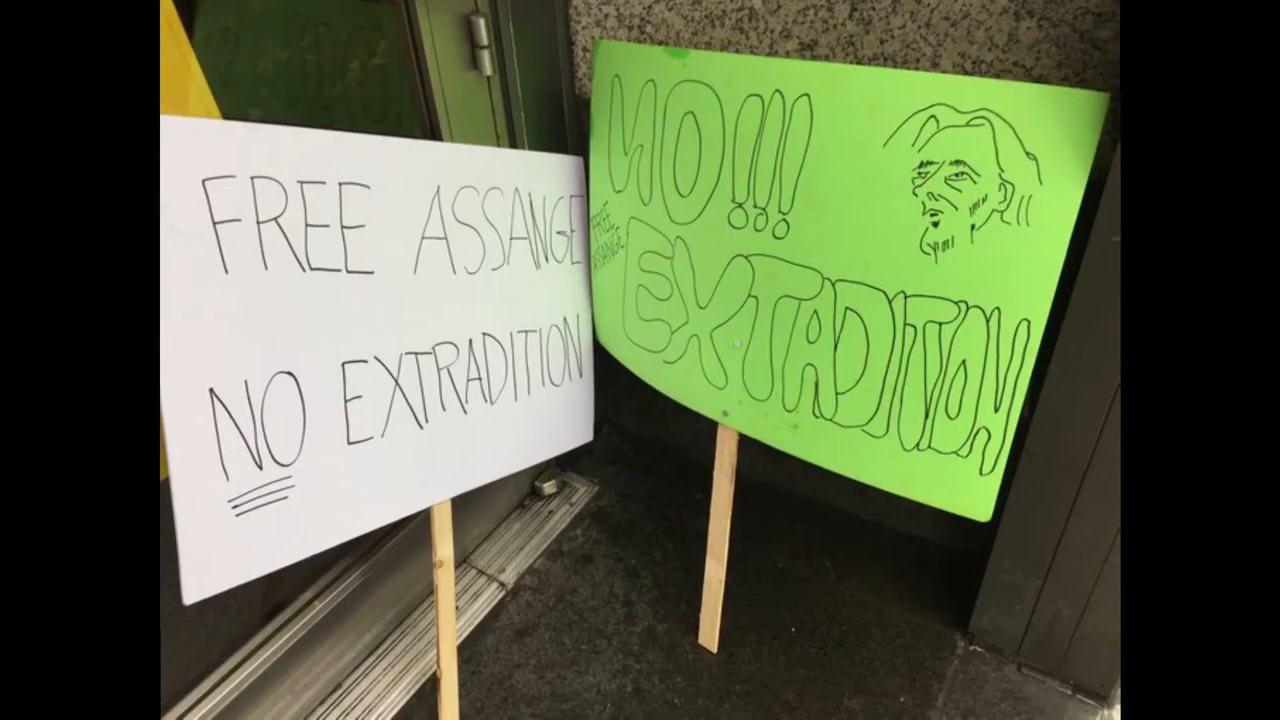 FREE ASSANGE
NO EXTRADITION
NO!!!
FREE
ASSANGE
EXTADITION